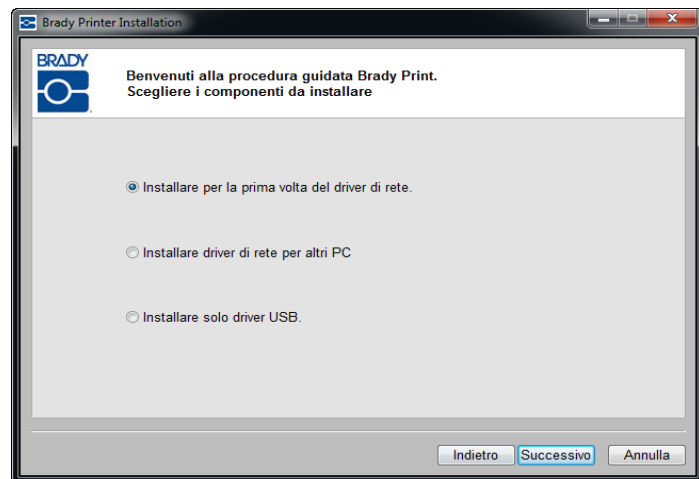 Brady Printer Installation
BRADY
Benvenuti alla procedura guidata Brady Print.
Scegliere i componenti da installare
Installare per la prima volta del driver di rete.
Installare driver di rete per altri PC
Installare solo driver USB.
Indietro Successivo Annulla